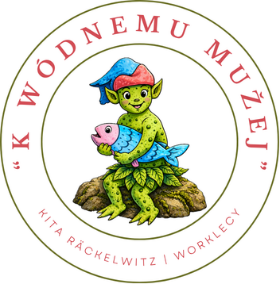 “K WÓDNEMU MUŽEJ”
KITA RÄCKELWITZ | WORKLECY